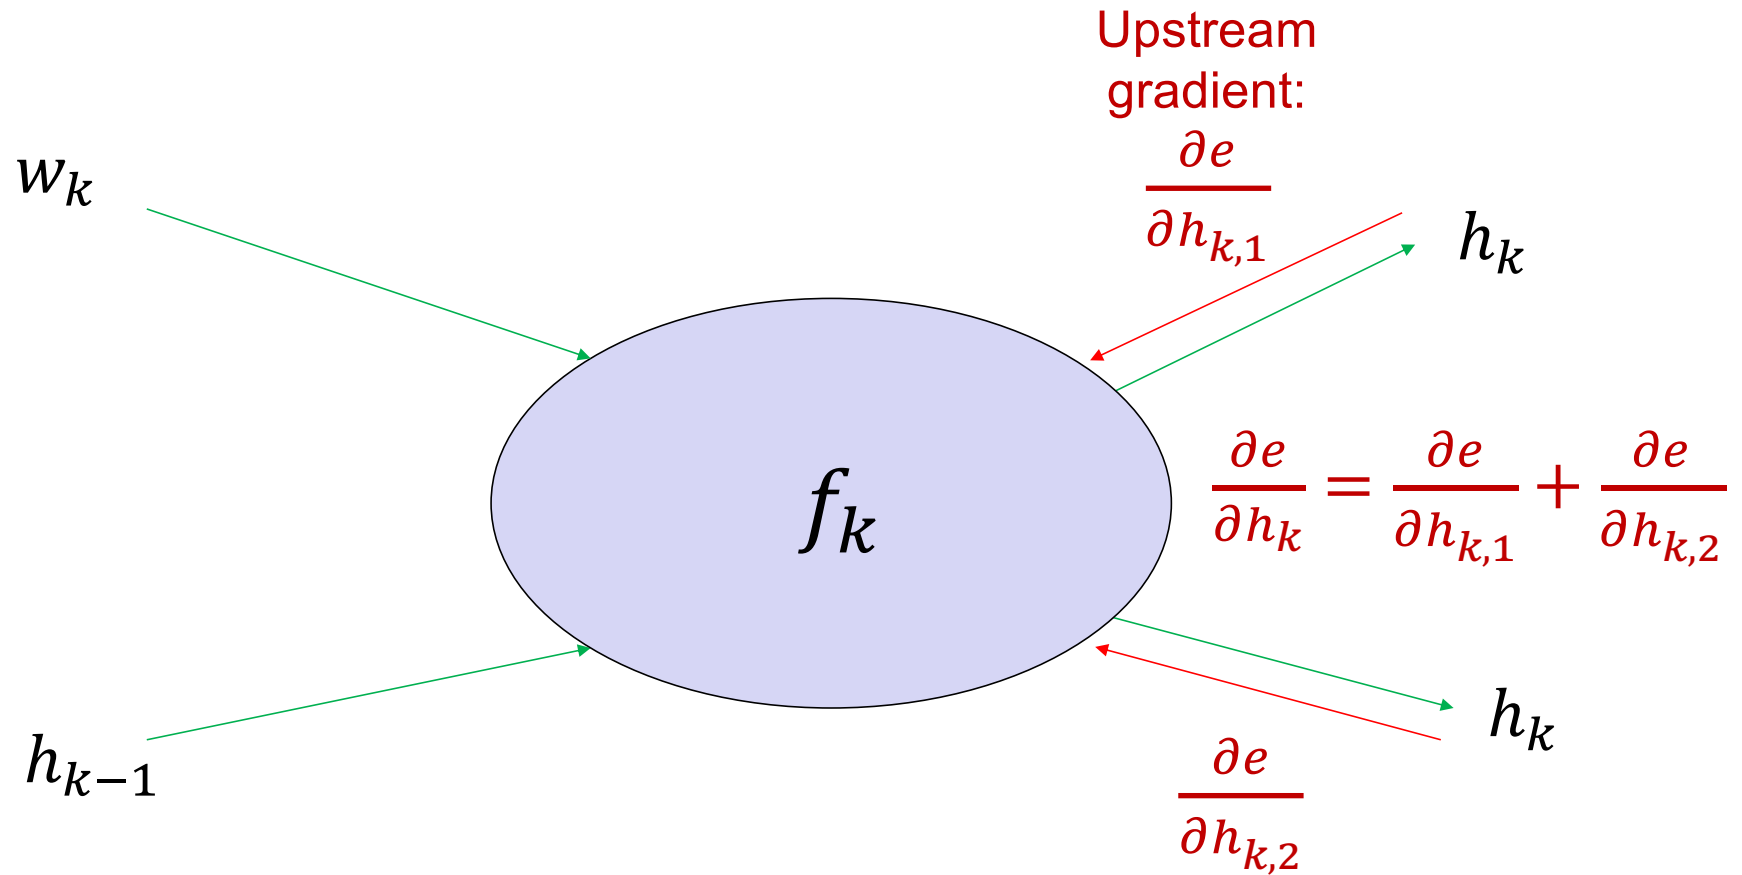 Upstream
gradient:
∂e/∂h_{k,1}
w_k
h_k
f_k
∂e/∂h_k = ∂e/∂h_{k,1} + ∂e/∂h_{k,2}
h_k
h_{k−1}
∂e/∂h_{k,2}